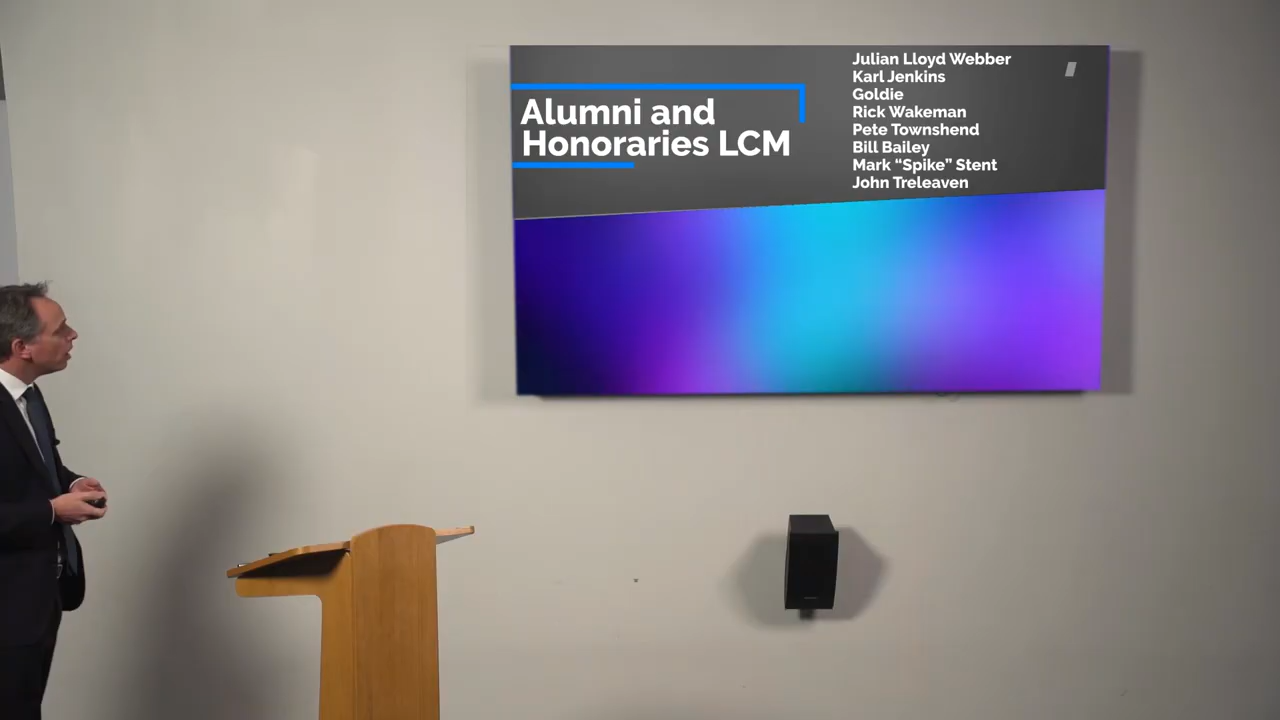 Alumni and
Honoraries LCM
Julian Lloyd Webber
Karl Jenkins
Goldie
Rick Wakeman
Pete Townshend
Bill Bailey
Mark “Spike” Stent
John Treleaven